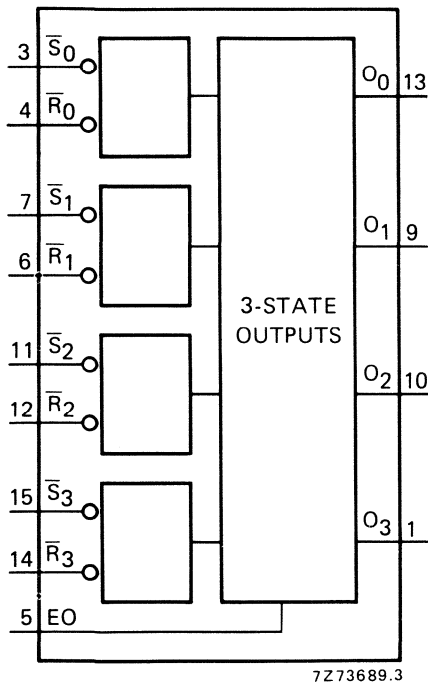 3 S̅0
4 R̅0
O0 13
7 S̅1
6 R̅1
O1 9
3-STATE
OUTPUTS
11 S̅2
12 R̅2
O2 10
15 S̅3
14 R̅3
O3 1
5 EO
7Z73689.3